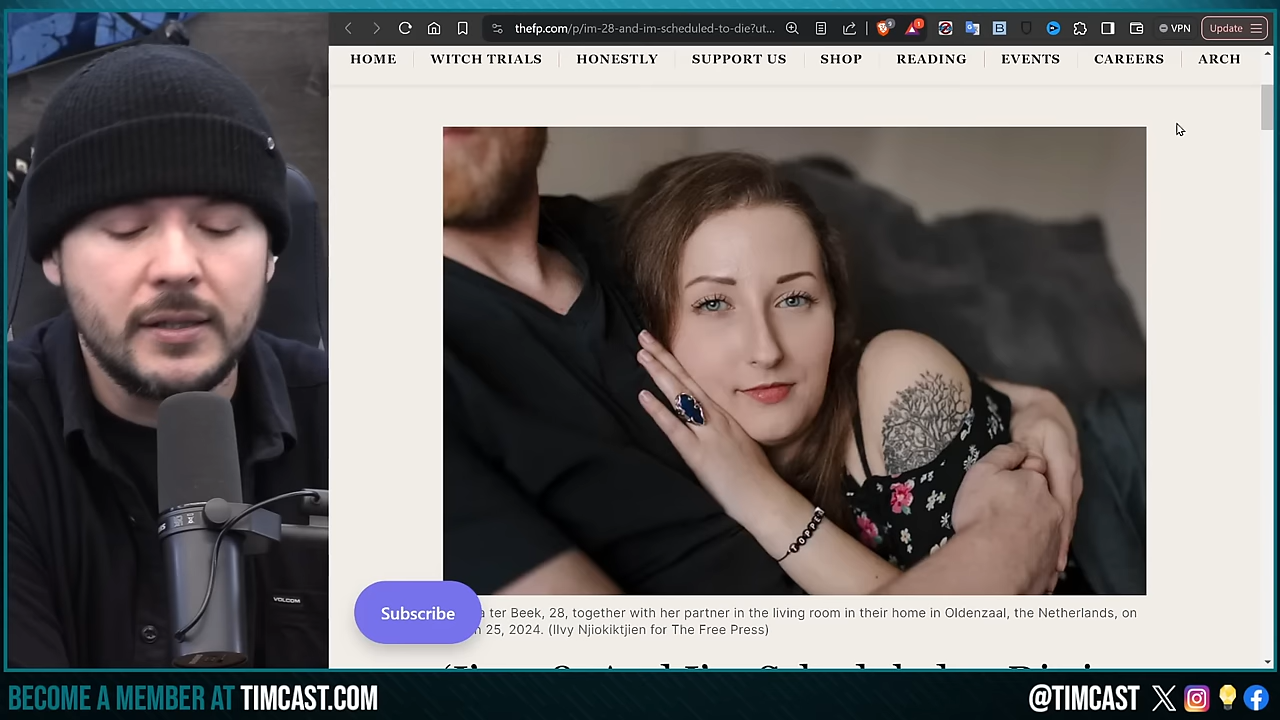 thefp.com/p/im-28-and-im-scheduled-to-die?ut...
VPN
Update
HOME
WITCH TRIALS
HONESTLY
SUPPORT US
SHOP
READING
EVENTS
CAREERS
ARCH
TOPPER
VOLCOM
Subscribe
a ter Beek, 28, together with her partner in the living room in their home in Oldenzaal, the Netherlands, on
25, 2024. (Ilvy Njiokiktjien for The Free Press)
BECOME A MEMBER AT TIMCAST.COM
@TIMCAST